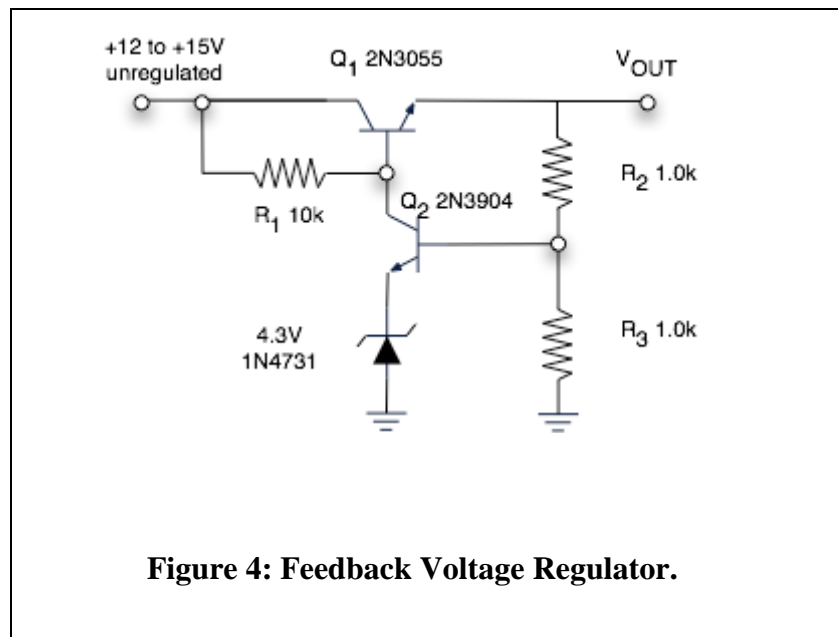 +12 to +15V
unregulated
Q1 2N3055
VOUT
R1 10k
Q2 2N3904
R2 1.0k
4.3V
1N4731
R3 1.0k
Figure 4: Feedback Voltage Regulator.